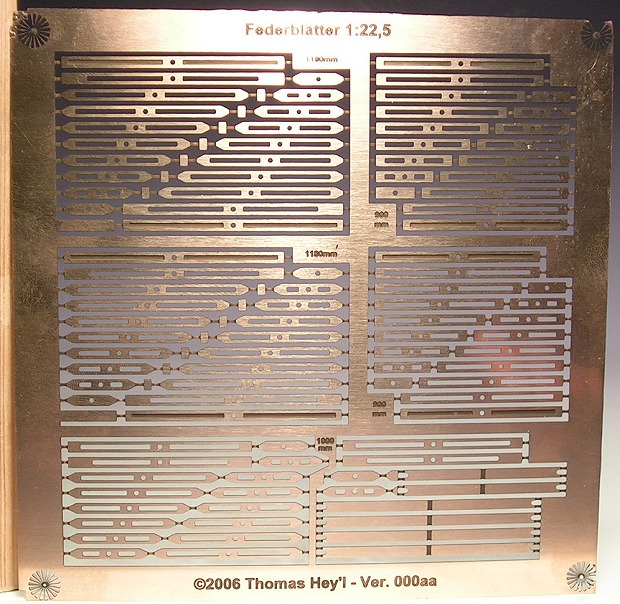 Federblätter 1:22,5
1190mm
900
mm
1180mm
900
mm
1000
mm
©2006 Thomas Hey'l - Ver. 000aa